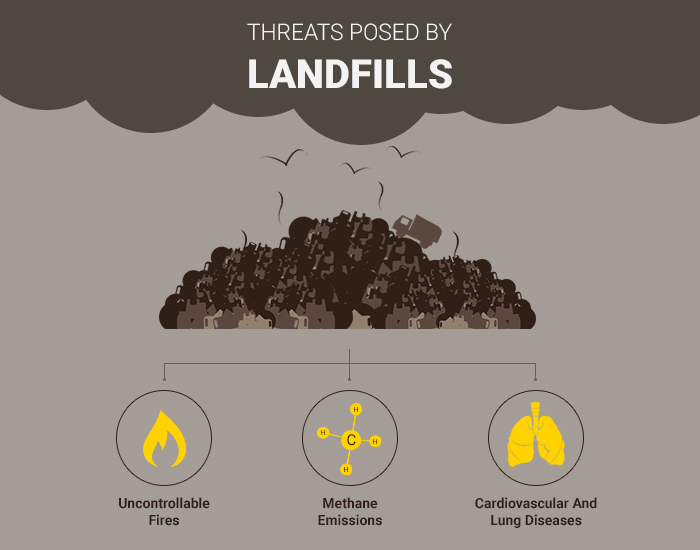 THREATS POSED BY
LANDFILLS
H
H
C
H
H
Uncontrollable
Fires
Methane
Emissions
Cardiovascular And
Lung Diseases